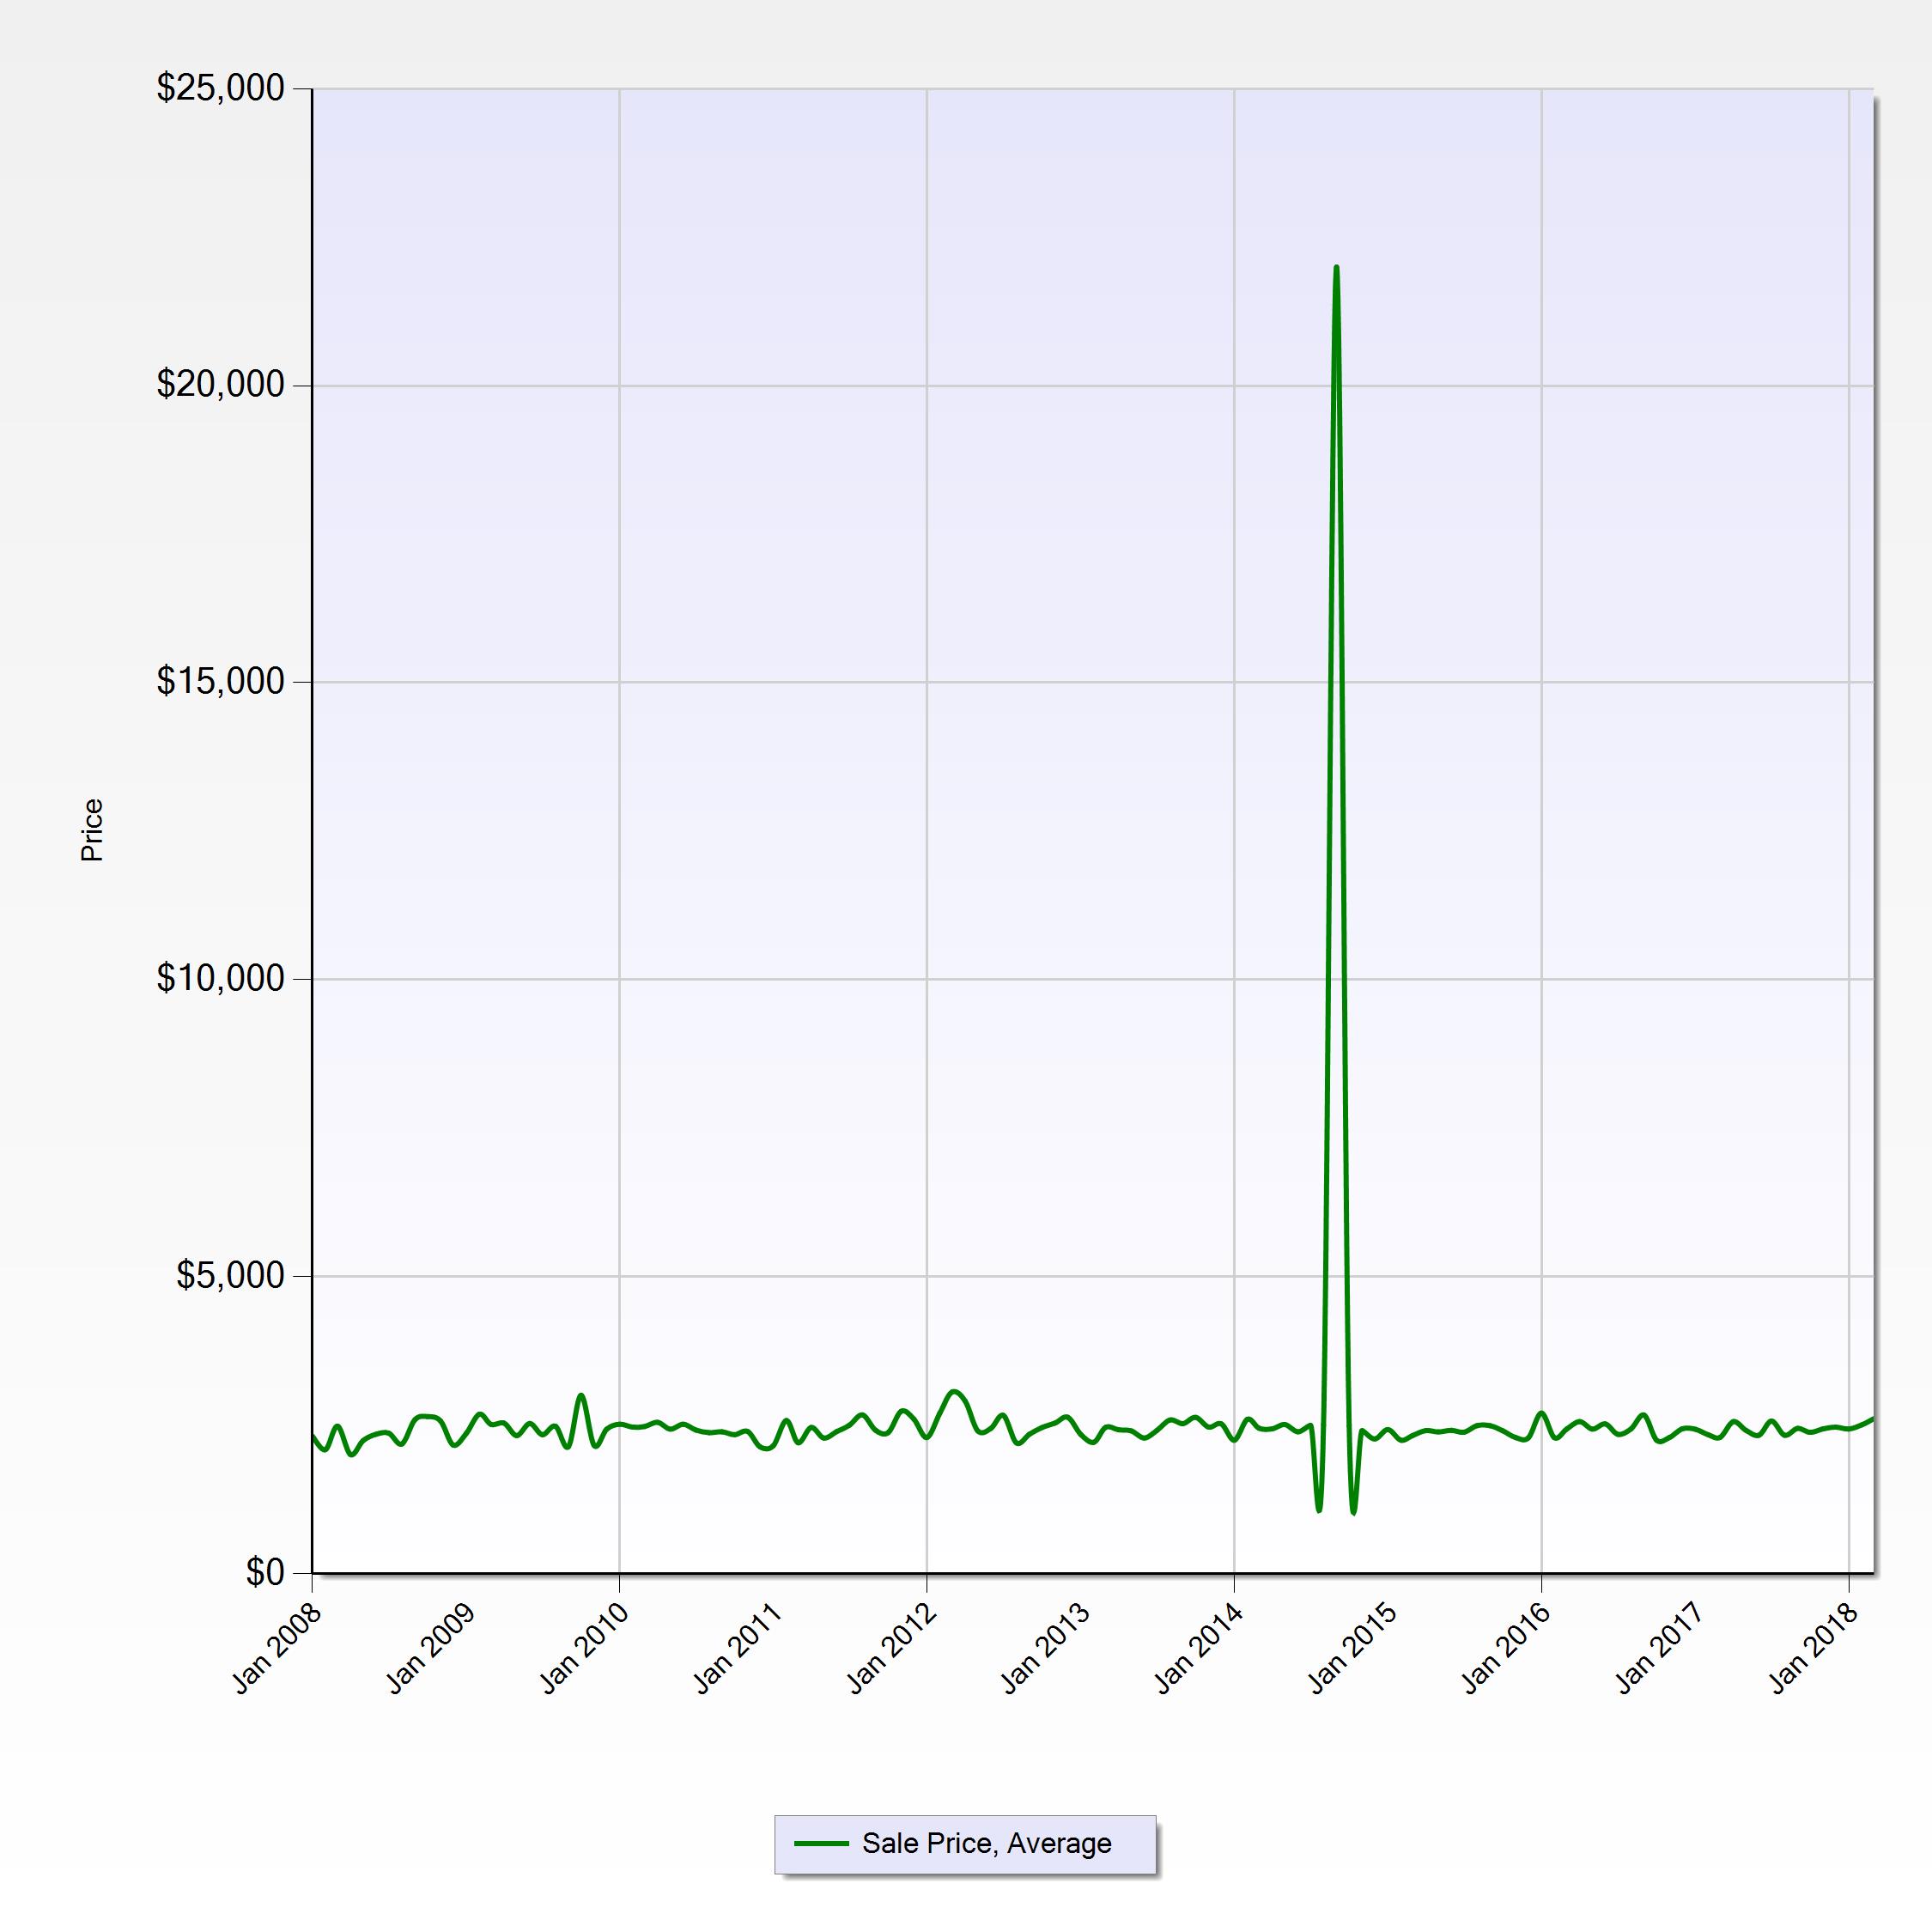 $25,000
$20,000
$15,000
$10,000
$5,000
$0
Price
Jan 2008
Jan 2009
Jan 2010
Jan 2011
Jan 2012
Jan 2013
Jan 2014
Jan 2015
Jan 2016
Jan 2017
Jan 2018
Sale Price, Average